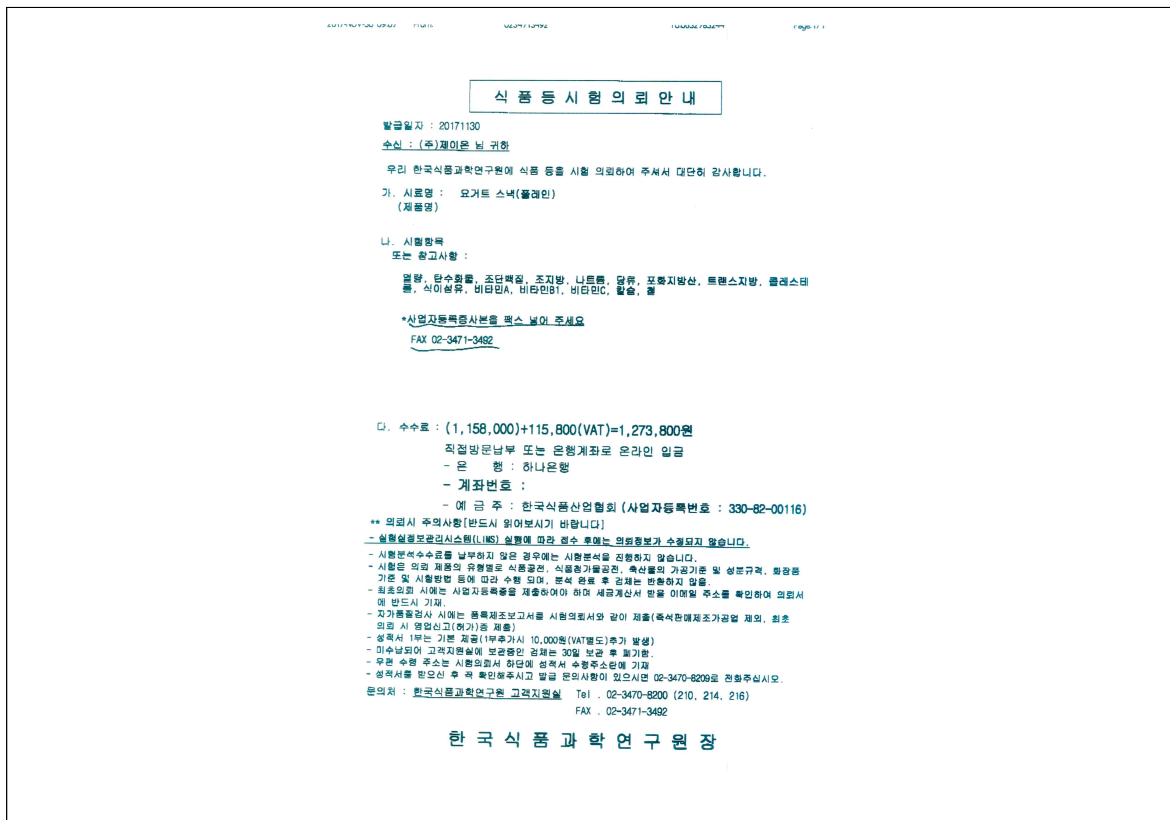 2017-NOV-30 09:07 From: 0234713492 Page:1/1
식 품 등 시 험 의 뢰 안 내
발급일자 : 20171130
수신 : (주)제이온 님 귀하
우리 한국식품과학연구원에 식품 등을 시험 의뢰하여 주셔서 대단히 감사합니다.
가. 시료명 : 요거트 스낵(플레인)
(제품명)
나. 시험항목
또는 참고사항 :
열량, 탄수화물, 조단백질, 조지방, 나트륨, 당류, 포화지방산, 트랜스지방, 콜레스테
롤, 식이섬유, 비타민A, 비타민B1, 비타민C, 칼슘, 철
*사업자등록증사본을 팩스 넣어 주세요
FAX 02-3471-3492
다. 수수료 : (1,158,000)+115,800(VAT)=1,273,800원
직접방문납부 또는 은행계좌로 온라인 입금
- 은 행 : 하나은행
- 계좌번호 :
- 예 금 주 : 한국식품산업협회 (사업자등록번호 : 330-82-00116)
** 의뢰시 주의사항[반드시 읽어보시기 바랍니다]
- 실험실정보관리시스템(LIMS) 실행에 따라 접수 후에는 의뢰정보가 수정되지 않습니다.
- 시험분석수수료를 납부하지 않은 경우에는 시험분석을 진행하지 않습니다.
- 시험은 의뢰 제품의 유형별로 식품공전, 식품첨가물공전, 축산물의 가공기준 및 성분규격, 화장품
기준 및 시험방법 등에 따라 수행 되며, 분석 완료 후 검체는 반환하지 않음.
- 최초의뢰 시에는 사업자등록증을 제출하여야 하며 세금계산서 받을 이메일 주소를 확인하여 의뢰서
에 반드시 기재.
- 자가품질검사 시에는 품목제조보고서를 시험의뢰서와 같이 제출(즉석판매제조가공업 제외, 최초
의뢰 시 영업신고(허가)증 제출)
- 성적서 1부는 기본 제공(1부추가시 10,000원(VAT별도)추가 발생)
- 미수납되어 고객지원실에 보관중인 검체는 30일 보관 후 폐기함.
- 우편 수령 주소는 시험의뢰서 하단에 성적서 수령주소란에 기재
- 성적서를 받으신 후 꼭 확인해주시고 발급 문의사항이 있으시면 02-3470-8209로 전화주십시오.
문의처 : 한국식품과학연구원 고객지원실 Tel . 02-3470-8200 (210, 214, 216)
FAX . 02-3471-3492
한 국 식 품 과 학 연 구 원 장